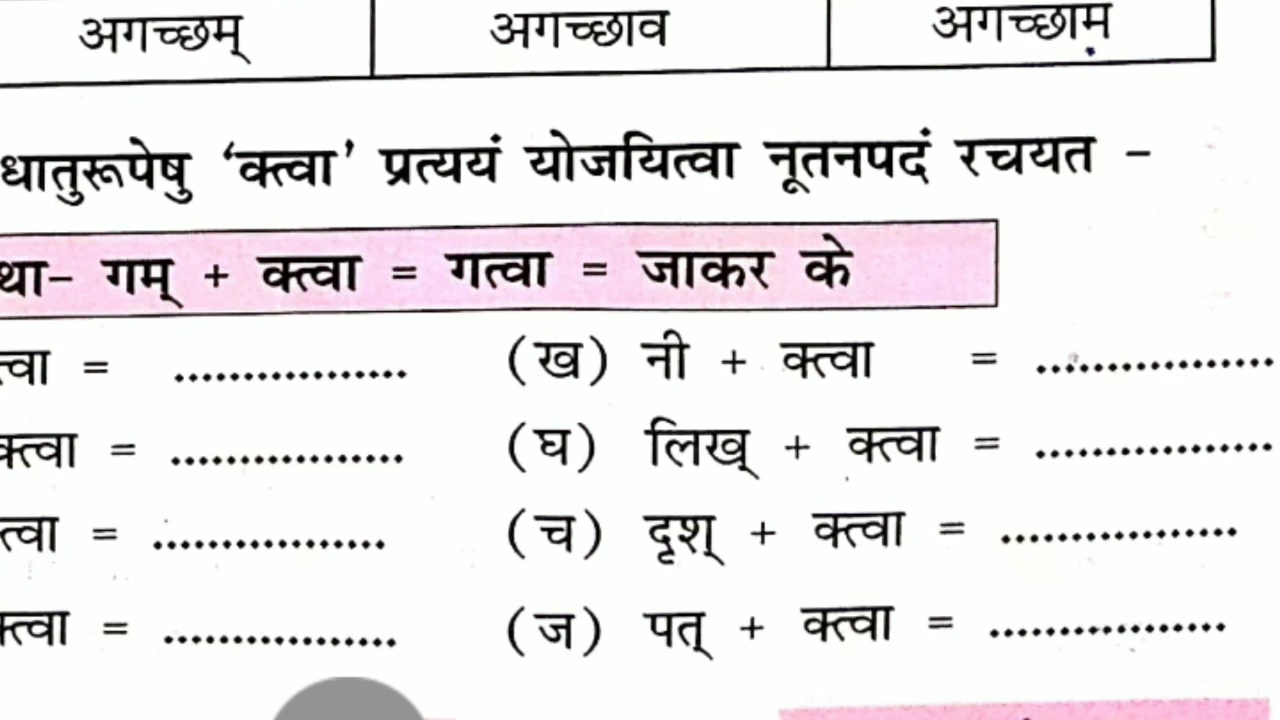 अगच्छम् अगच्छाव अगच्छाम
धातुरूपेषु ‘क्त्वा’ प्रत्ययं योजयित्वा नूतनपदं रचयत -
था- गम् + क्त्वा = गत्वा = जाकर के
त्वा = ................. (ख) नी + क्त्वा = .................
क्त्वा = ................. (घ) लिख् + क्त्वा = .................
त्वा = ................. (च) दृश् + क्त्वा = .................
क्त्वा = ................. (ज) पत् + क्त्वा = .................